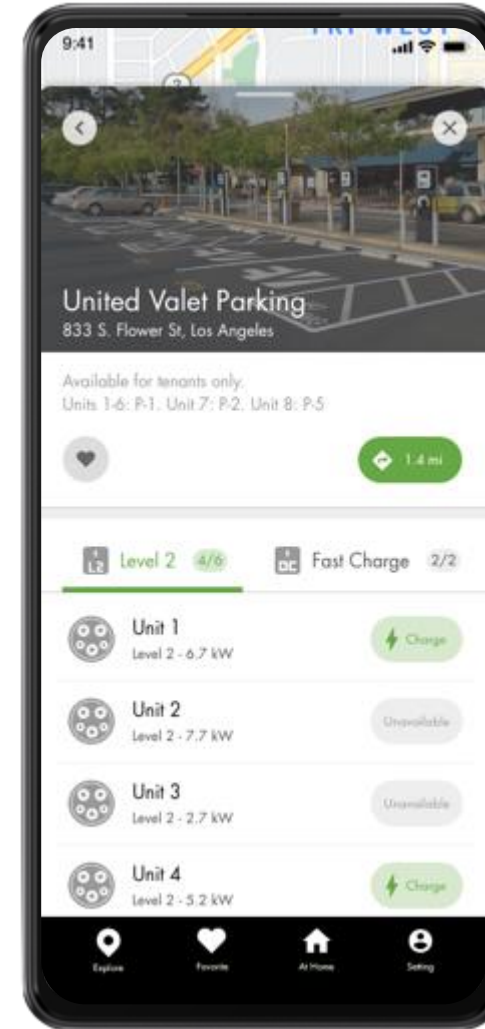 9:41
United Valet Parking
833 S. Flower St, Los Angeles
Available for tenants only.
Units 1-6: P-1. Unit 7: P-2. Unit 8: P-5
1.4 mi
L2 Level 2 4/6 DC Fast Charge 2/2
Unit 1
Level 2 - 6.7 kW
Charge
Unit 2
Level 2 - 7.7 kW
Unavailable
Unit 3
Level 2 - 2.7 kW
Unavailable
Unit 4
Level 2 - 5.2 kW
Charge
Explore Favorite At Home Setting